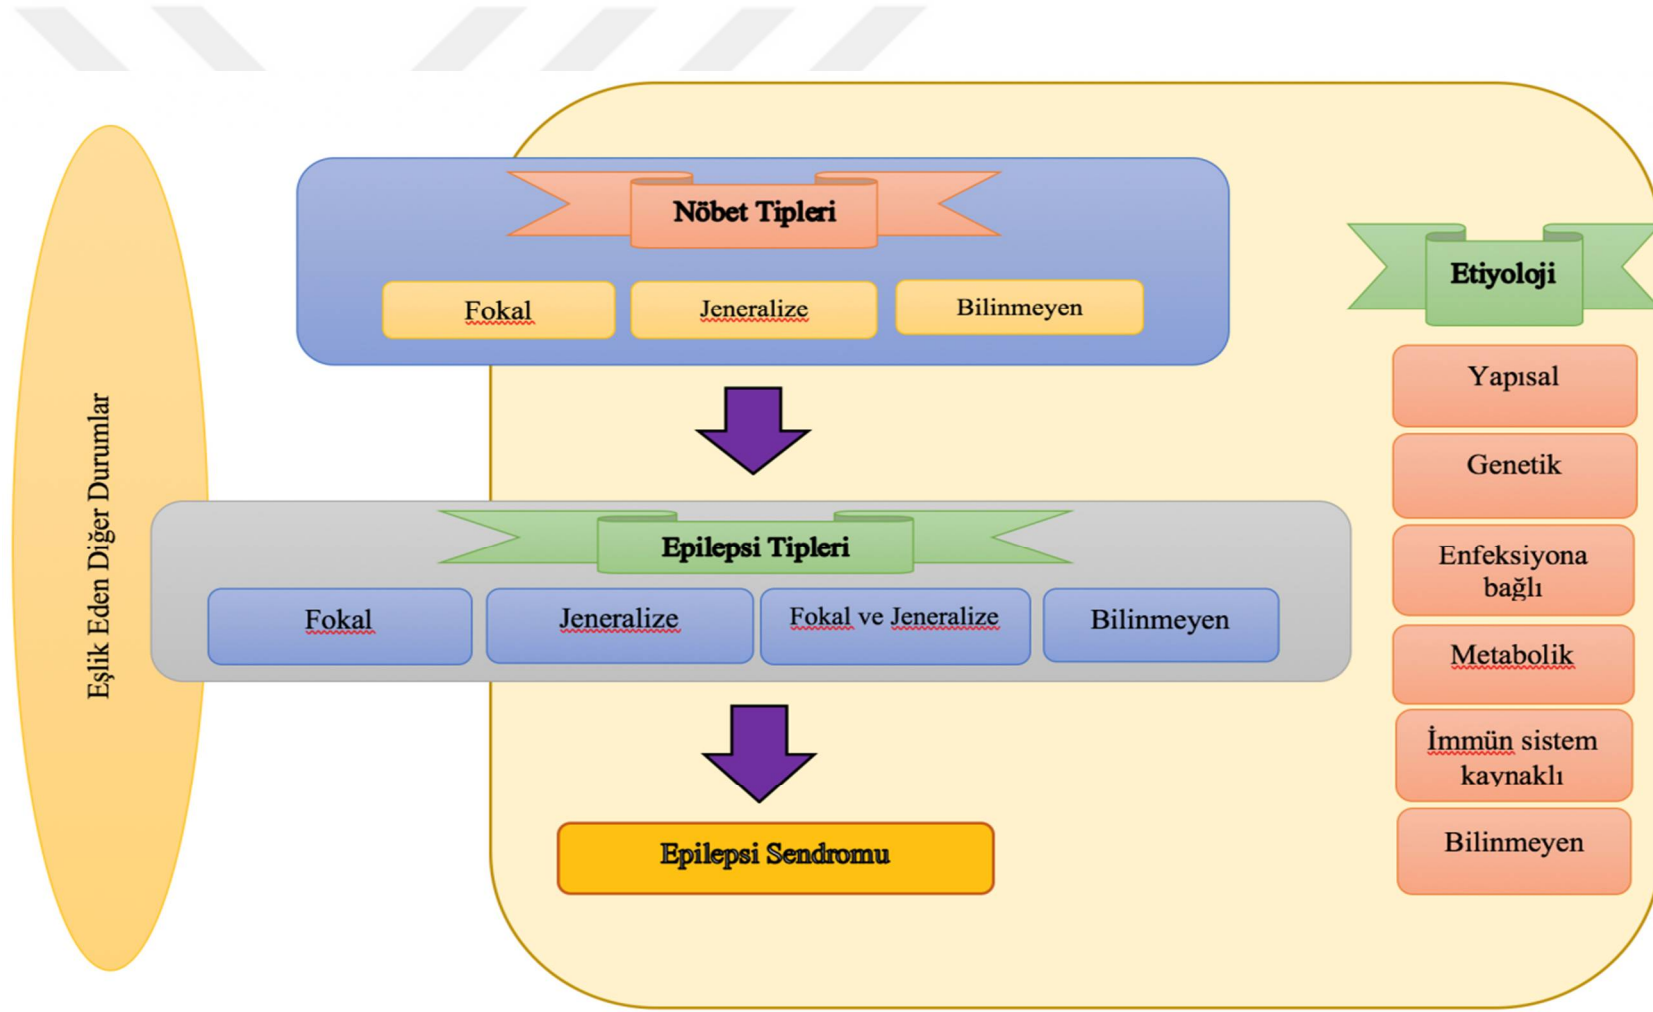 Nöbet Tipleri
Fokal
Jeneralize
Bilinmeyen
Epilepsi Tipleri
Fokal
Jeneralize
Fokal ve Jeneralize
Bilinmeyen
Epilepsi Sendromu
Eşlik Eden Diğer Durumlar
Etiyoloji
Yapısal
Genetik
Enfeksiyona
bağlı
Metabolik
İmmün sistem
kaynaklı
Bilinmeyen